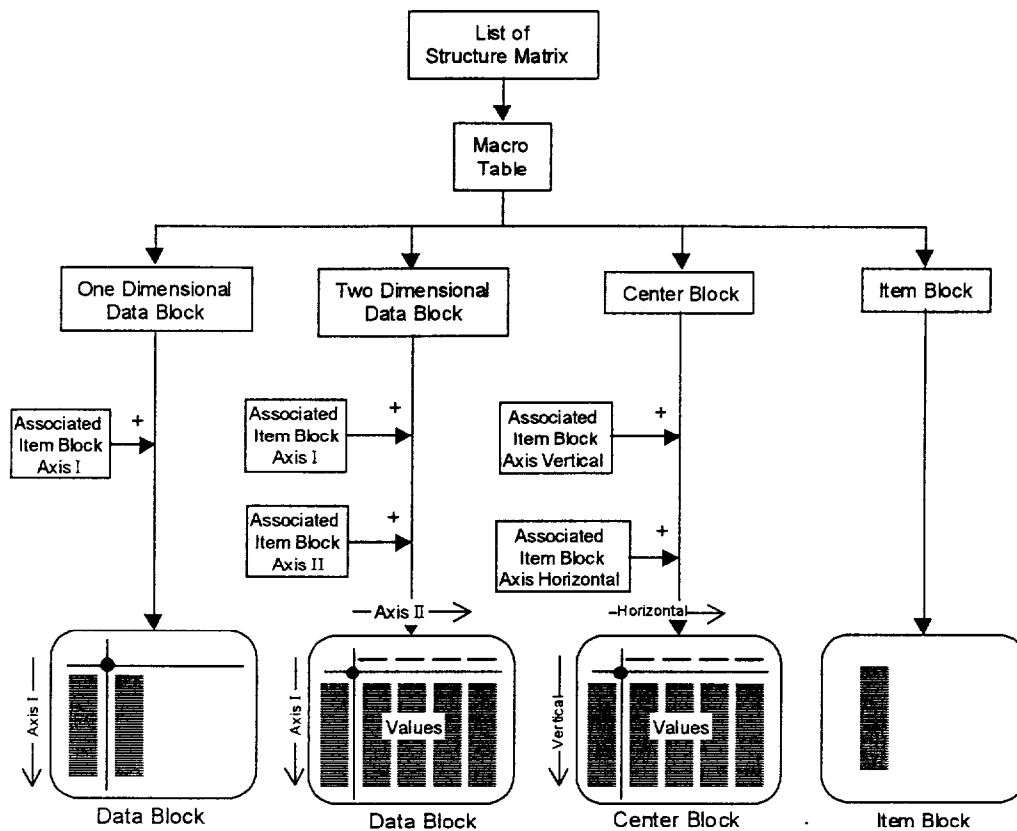 List of
Structure Matrix
Macro
Table
One Dimensional
Data Block
Two Dimensional
Data Block
Center Block
Item Block
Associated
Item Block
Axis I
+
Associated
Item Block
Axis I
+
Associated
Item Block
Axis Vertical
+
Associated
Item Block
Axis II
+
Associated
Item Block
Axis Horizontal
+
Axis II
Horizontal
Axis I
Axis I
Values
Vertical
Values
Data Block
Data Block
Center Block
Item Block